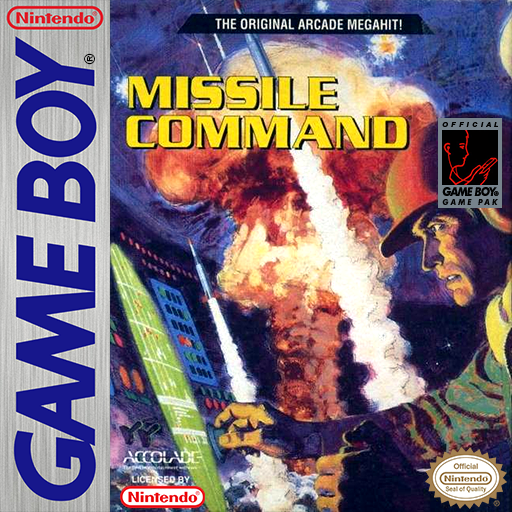 Nintendo
GAME BOY
®
THE ORIGINAL ARCADE MEGAHIT!
MISSILE
COMMAND
OFFICIAL
GAME BOY®
GAME PAK
ACCOLADE
LICENSED BY
Nintendo
Official
Nintendo
Seal of Quality